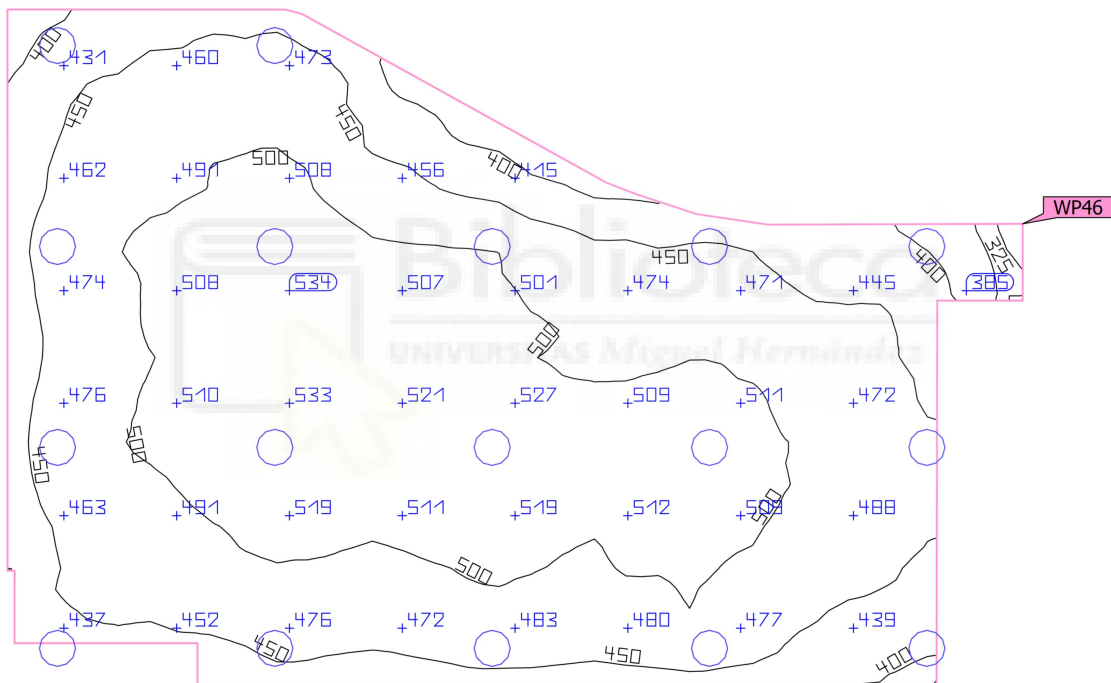 400 431 460 473
450 450
462 491 500 508 456 400 415
WP46
Biblioteca
450 400 325
474 508 534 507 501 474 471 445 385
500
UNIVERSITAS Miguel Hernández
476 510 533 521 527 509 511 472
500
450
463 491 519 511 519 512 509 500 488
500
437 452 476 472 483 480 477 439
450 450 400